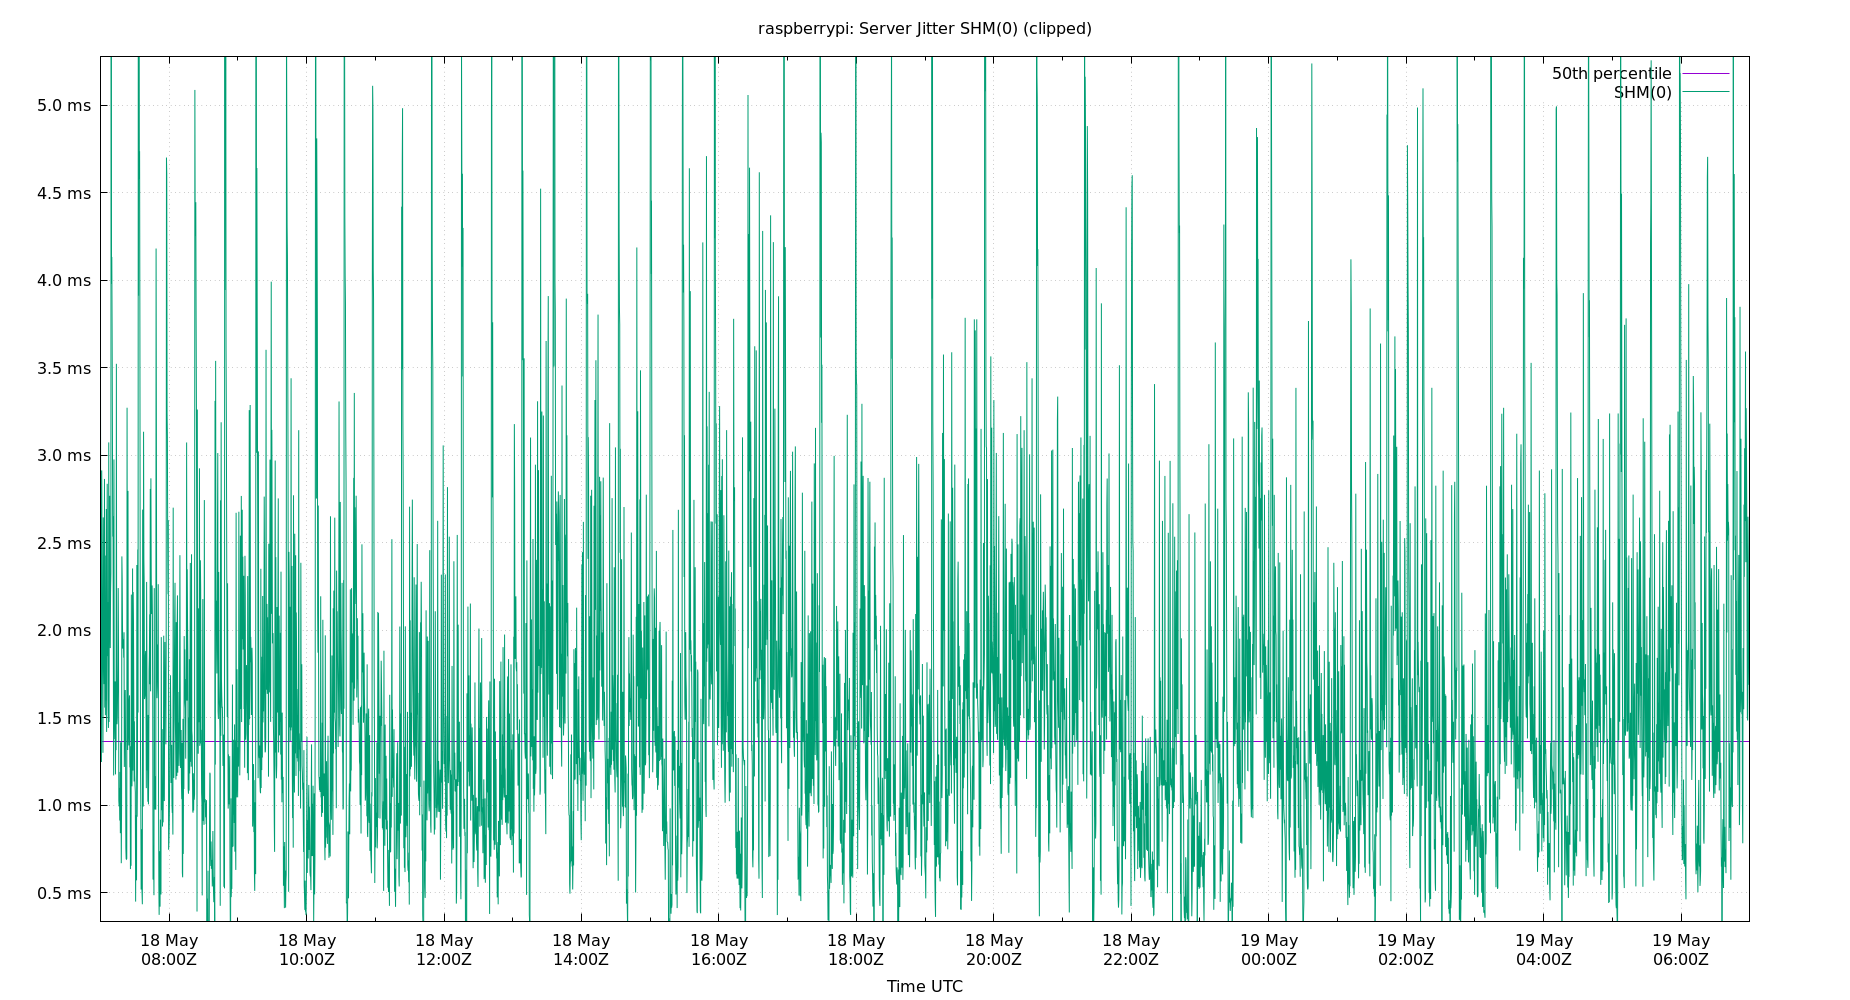 raspberrypi: Server Jitter SHM(0) (clipped)
50th percentile
SHM(0)
5.0 ms
4.5 ms
4.0 ms
3.5 ms
3.0 ms
2.5 ms
2.0 ms
1.5 ms
1.0 ms
0.5 ms
18 May 18 May 18 May 18 May 18 May 18 May 18 May 18 May 19 May 19 May 19 May 19 May
08:00Z 10:00Z 12:00Z 14:00Z 16:00Z 18:00Z 20:00Z 22:00Z 00:00Z 02:00Z 04:00Z 06:00Z
Time UTC